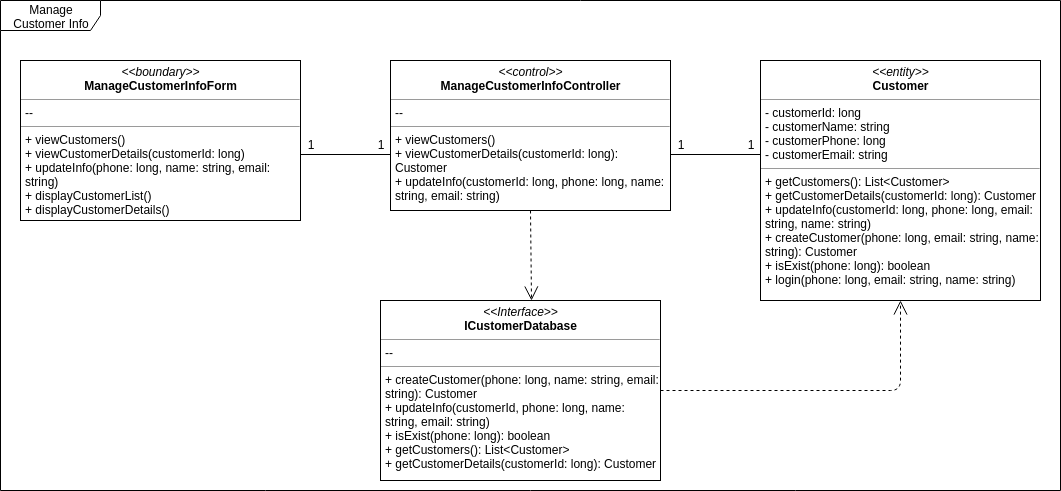 Manage
Customer Info
<<boundary>>
ManageCustomerInfoForm
--
+ viewCustomers()
+ viewCustomerDetails(customerId: long)
+ updateInfo(phone: long, name: string, email:
string)
+ displayCustomerList()
+ displayCustomerDetails()
1
1
<<control>>
ManageCustomerInfoController
--
+ viewCustomers()
+ viewCustomerDetails(customerId: long):
Customer
+ updateInfo(customerId: long, phone: long, name:
string, email: string)
1
1
<<entity>>
Customer
- customerId: long
- customerName: string
- customerPhone: long
- customerEmail: string
+ getCustomers(): List<Customer>
+ getCustomerDetails(customerId: long): Customer
+ updateInfo(customerId: long, phone: long, email:
string, name: string)
+ createCustomer(phone: long, email: string, name:
string): Customer
+ isExist(phone: long): boolean
+ login(phone: long, email: string, name: string)
<<Interface>>
ICustomerDatabase
--
+ createCustomer(phone: long, name: string, email:
string): Customer
+ updateInfo(customerId, phone: long, name:
string, email: string)
+ isExist(phone: long): boolean
+ getCustomers(): List<Customer>
+ getCustomerDetails(customerId: long): Customer